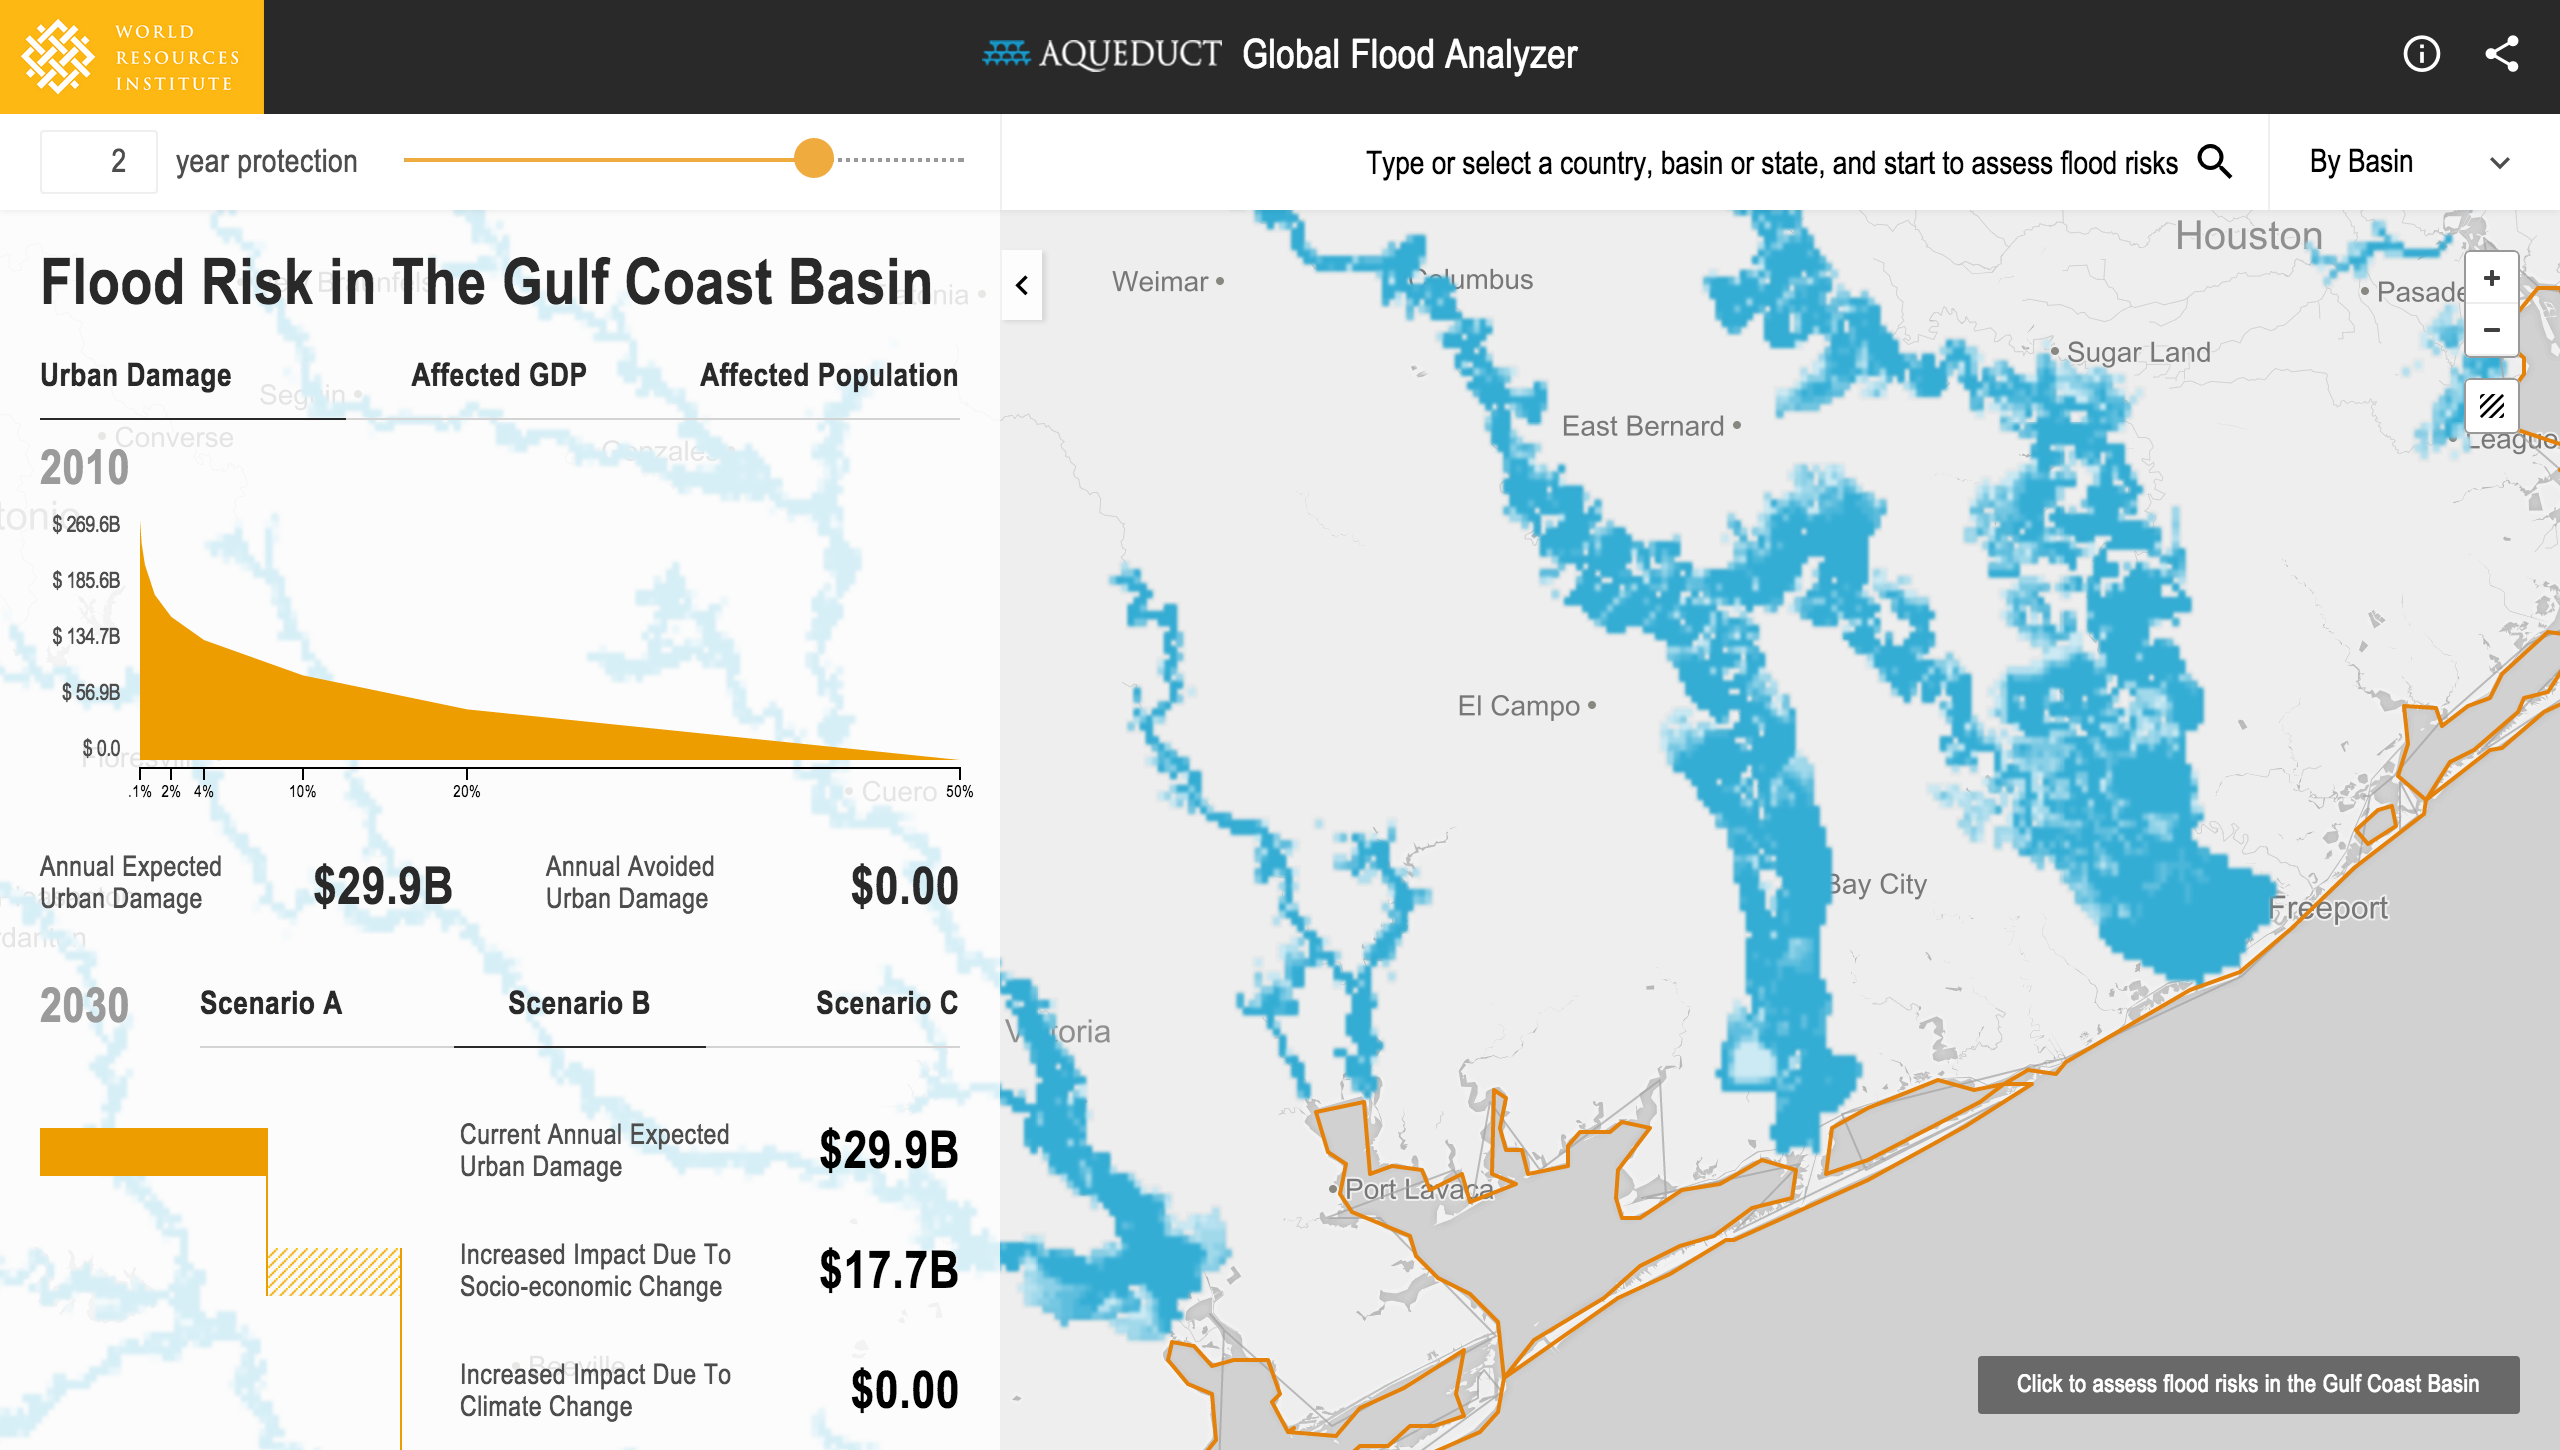 WORLD
RESOURCES
INSTITUTE
AQUEDUCT Global Flood Analyzer
2 year protection
Type or select a country, basin or state, and start to assess flood risks
By Basin
Flood Risk in The Gulf Coast Basin
Urban Damage
Affected GDP
Affected Population
2010
$ 269.6B
$ 185.6B
$ 134.7B
$ 56.9B
$ 0.0
.1% 2% 4% 10% 20% 50%
Annual Expected
Urban Damage
$29.9B
Annual Avoided
Urban Damage
$0.00
2030
Scenario A
Scenario B
Scenario C
Current Annual Expected
Urban Damage
$29.9B
Increased Impact Due To
Socio-economic Change
$17.7B
Increased Impact Due To
Climate Change
$0.00
Converse
Seguin
Gonzales
Cuero
Beeville
Houston
Weimar
Columbus
Pasade
Sugar Land
East Bernard
League
El Campo
Bay City
Freeport
Victoria
Port Lavaca
+
−
Click to assess flood risks in the Gulf Coast Basin